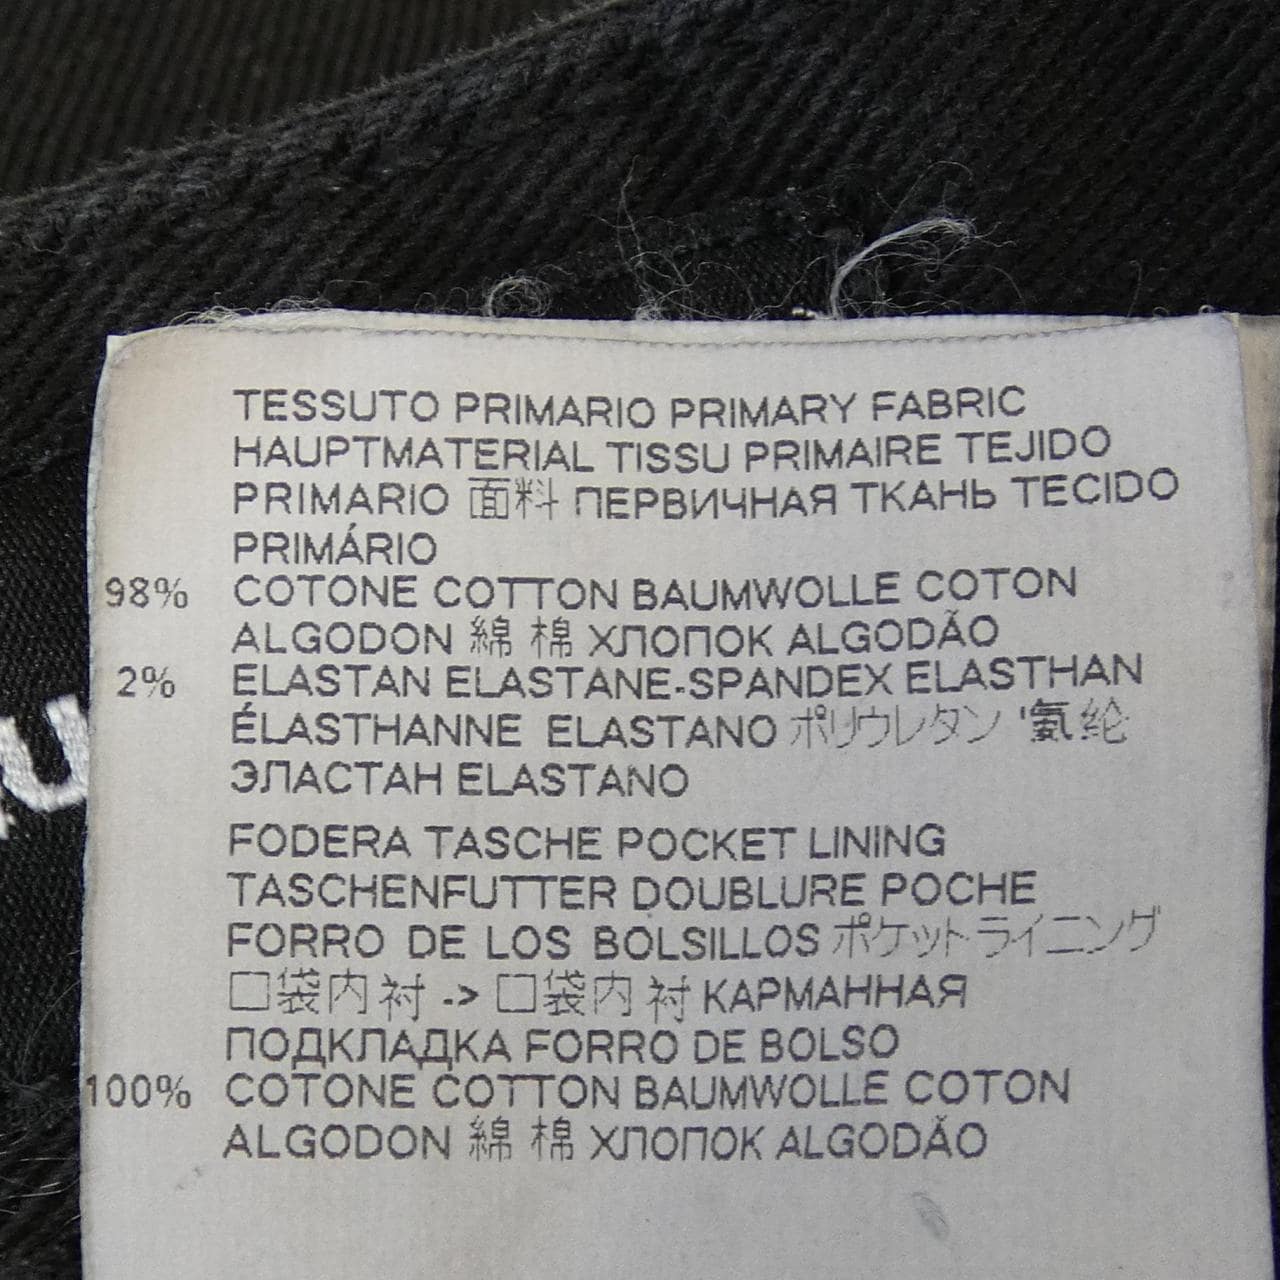 TESSUTO PRIMARIO PRIMARY FABRIC
HAUPTMATERIAL TISSU PRIMAIRE TEJIDO
PRIMARIO 面料 ПЕРВИЧНАЯ ТКАНЬ TECIDO
PRIMÁRIO
98% COTONE COTTON BAUMWOLLE COTON
ALGODON 綿 棉 ХЛОПОК ALGODÃO
2% ELASTAN ELASTANE-SPANDEX ELASTHAN
ÉLASTHANNE ELASTANO ポリウレタン '氨纶
ЭЛАСТАН ELASTANO
FODERA TASCHE POCKET LINING
TASCHENFUTTER DOUBLURE POCHE
FORRO DE LOS BOLSILLOS ポケットライニング
口袋内衬 -> 口袋内衬 КАРМАННАЯ
ПОДКЛАДКА FORRO DE BOLSO
100% COTONE COTTON BAUMWOLLE COTON
ALGODON 綿 棉 ХЛОПОК ALGODÃO